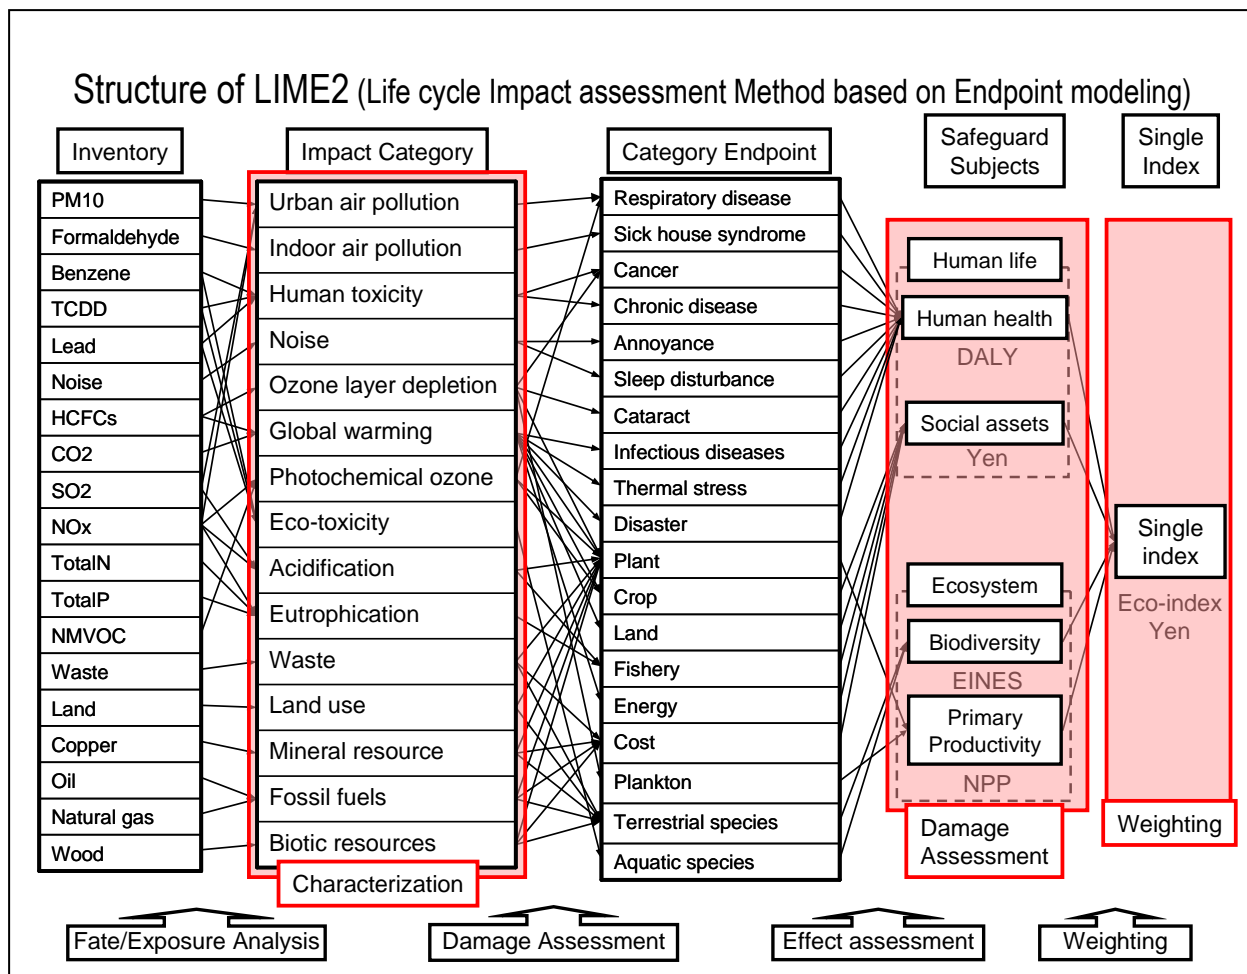 Structure of LIME2 (Life cycle Impact assessment Method based on Endpoint modeling)
Inventory
Impact Category
Category Endpoint
Safeguard
Subjects
Single
Index
PM10
Formaldehyde
Benzene
TCDD
Lead
Noise
HCFCs
CO2
SO2
NOx
TotalN
TotalP
NMVOC
Waste
Land
Copper
Oil
Natural gas
Wood
Urban air pollution
Indoor air pollution
Human toxicity
Noise
Ozone layer depletion
Global warming
Photochemical ozone
Eco-toxicity
Acidification
Eutrophication
Waste
Land use
Mineral resource
Fossil fuels
Biotic resources
Characterization
Respiratory disease
Sick house syndrome
Cancer
Chronic disease
Annoyance
Sleep disturbance
Cataract
Infectious diseases
Thermal stress
Disaster
Plant
Crop
Land
Fishery
Energy
Cost
Plankton
Terrestrial species
Aquatic species
Human life
Human health
DALY
Social assets
Yen
Ecosystem
Biodiversity
EINES
Primary
Productivity
NPP
Damage
Assessment
Single
index
Eco-index
Yen
Weighting
Fate/Exposure Analysis
Damage Assessment
Effect assessment
Weighting